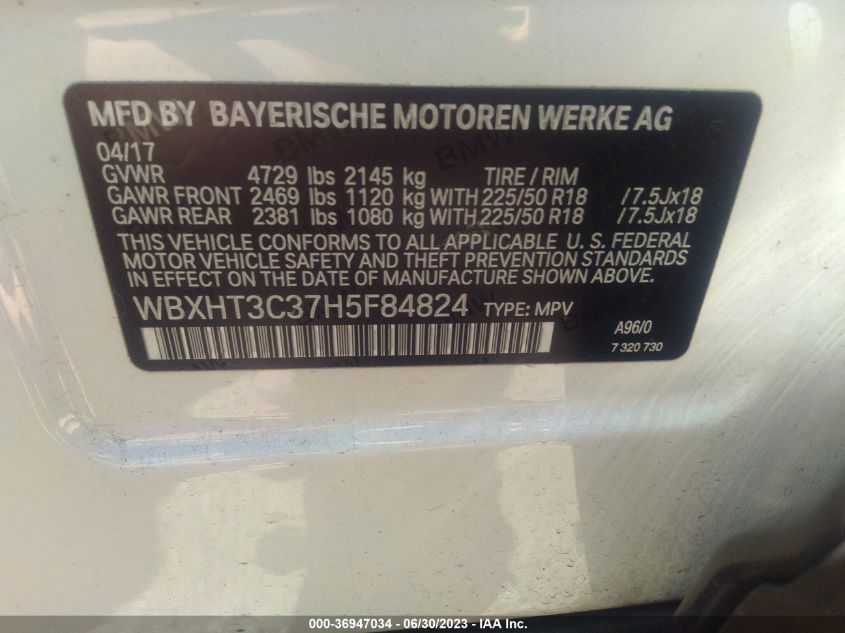 MFD BY BAYERISCHE MOTOREN WERKE AG
04/17
GVWR 4729 lbs 2145 kg TIRE / RIM
GAWR FRONT 2469 lbs 1120 kg WITH 225/50 R18 /7.5Jx18
GAWR REAR 2381 lbs 1080 kg WITH 225/50 R18 /7.5Jx18
THIS VEHICLE CONFORMS TO ALL APPLICABLE U. S. FEDERAL
MOTOR VEHICLE SAFETY AND THEFT PREVENTION STANDARDS
IN EFFECT ON THE DATE OF MANUFACTURE SHOWN ABOVE.
WBXHT3C37H5F84824 TYPE: MPV
A96/0
7 320 730
000-36947034 - 06/30/2023 - IAA Inc.